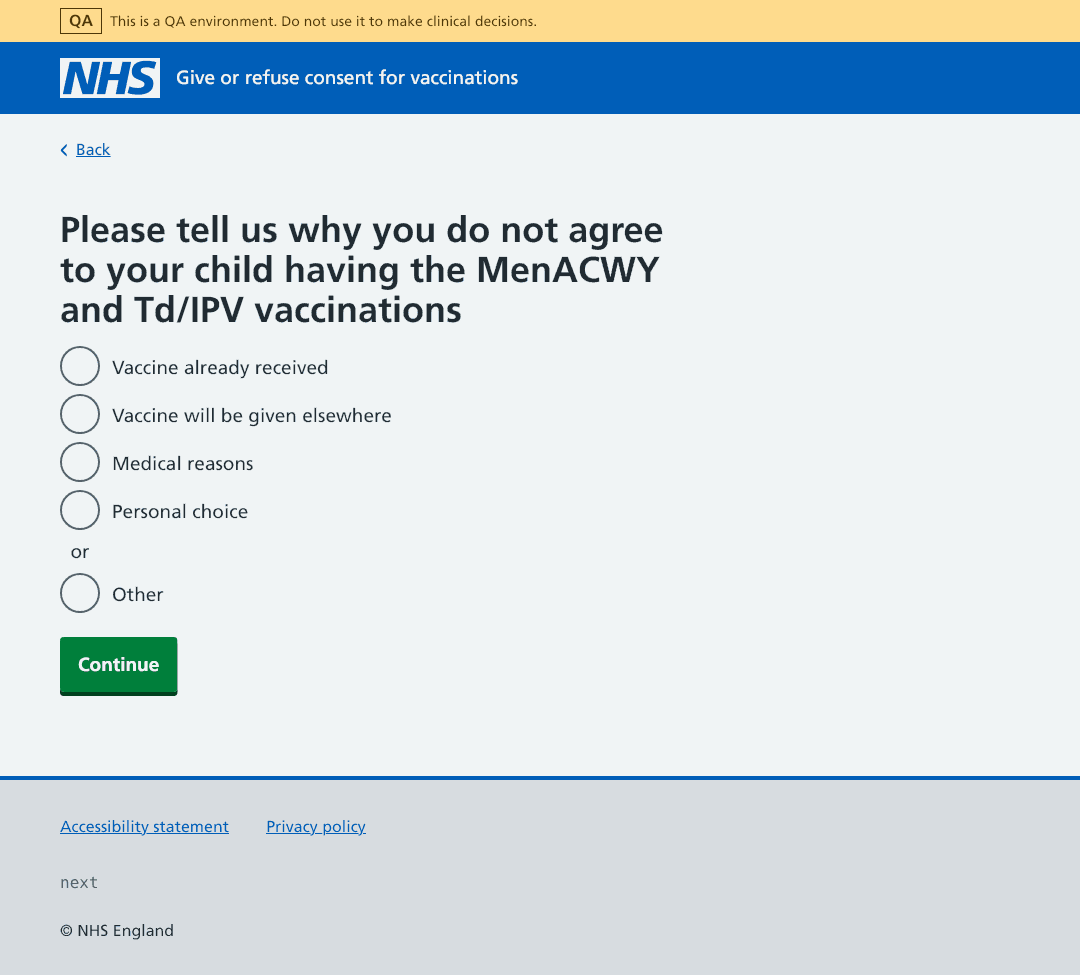 QA This is a QA environment. Do not use it to make clinical decisions.
NHS Give or refuse consent for vaccinations
Back
Please tell us why you do not agree
to your child having the MenACWY
and Td/IPV vaccinations
Vaccine already received
Vaccine will be given elsewhere
Medical reasons
Personal choice
or
Other
Continue
Accessibility statement Privacy policy
next
© NHS England